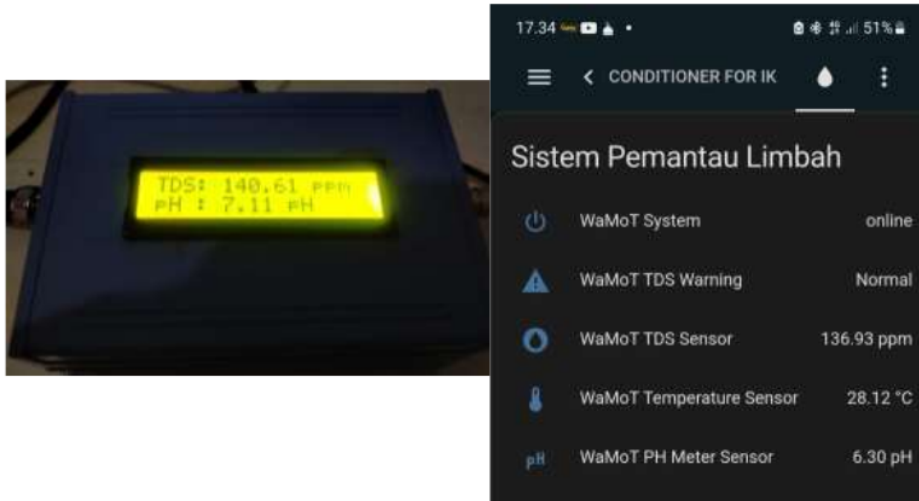 TDS: 140.61 ppm
pH : 7.11 pH
17.34
51%
CONDITIONER FOR IK
Sistem Pemantau Limbah
WaMoT System online
WaMoT TDS Warning Normal
WaMoT TDS Sensor 136.93 ppm
WaMoT Temperature Sensor 28.12 °C
pH WaMoT PH Meter Sensor 6.30 pH